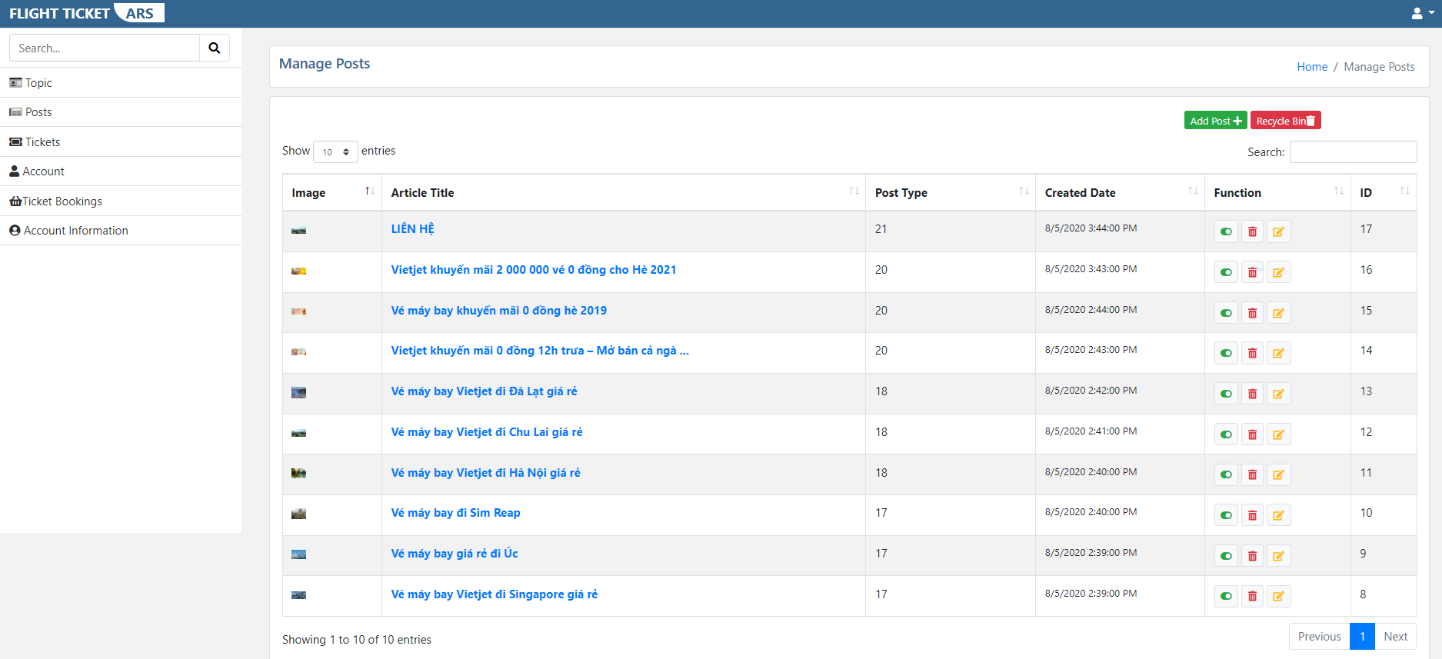 FLIGHT TICKET ARS
Search...
Topic
Posts
Tickets
Account
Ticket Bookings
Account Information
Manage Posts
Home / Manage Posts
Add Post
Recycle Bin
Show 10 entries
Search:
Image Article Title Post Type Created Date Function ID
LIÊN HỆ 21 8/5/2020 3:44:00 PM 17
Vietjet khuyến mãi 2 000 000 vé 0 đồng cho Hè 2021 20 8/5/2020 3:43:00 PM 16
Vé máy bay khuyến mãi 0 đồng hè 2019 20 8/5/2020 2:44:00 PM 15
Vietjet khuyến mãi 0 đồng 12h trưa – Mở bán cả ngà ... 20 8/5/2020 2:43:00 PM 14
Vé máy bay Vietjet đi Đà Lạt giá rẻ 18 8/5/2020 2:42:00 PM 13
Vé máy bay Vietjet đi Chu Lai giá rẻ 18 8/5/2020 2:41:00 PM 12
Vé máy bay Vietjet đi Hà Nội giá rẻ 18 8/5/2020 2:40:00 PM 11
Vé máy bay đi Sim Reap 17 8/5/2020 2:40:00 PM 10
Vé máy bay giá rẻ đi Úc 17 8/5/2020 2:39:00 PM 9
Vé máy bay Vietjet đi Singapore giá rẻ 17 8/5/2020 2:39:00 PM 8
Showing 1 to 10 of 10 entries
Previous 1 Next